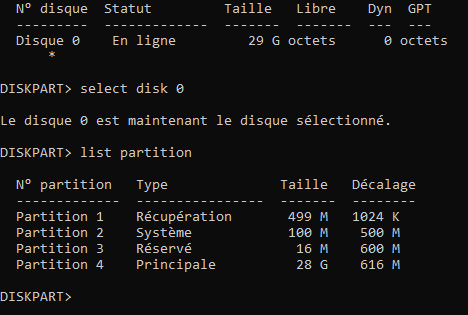 N° disque  Statut         Taille   Libre    Dyn  GPT
---------  -------------  -------  -------  ---  ---
Disque 0    En ligne         29 G octets      0 octets
*
DISKPART> select disk 0
Le disque 0 est maintenant le disque sélectionné.
DISKPART> list partition
N° partition   Type              Taille   Décalage
-------------  ----------------  -------  --------
Partition 1    Récupération       499 M   1024 K
Partition 2    Système            100 M    500 M
Partition 3    Réservé             16 M    600 M
Partition 4    Principale          28 G    616 M
DISKPART>